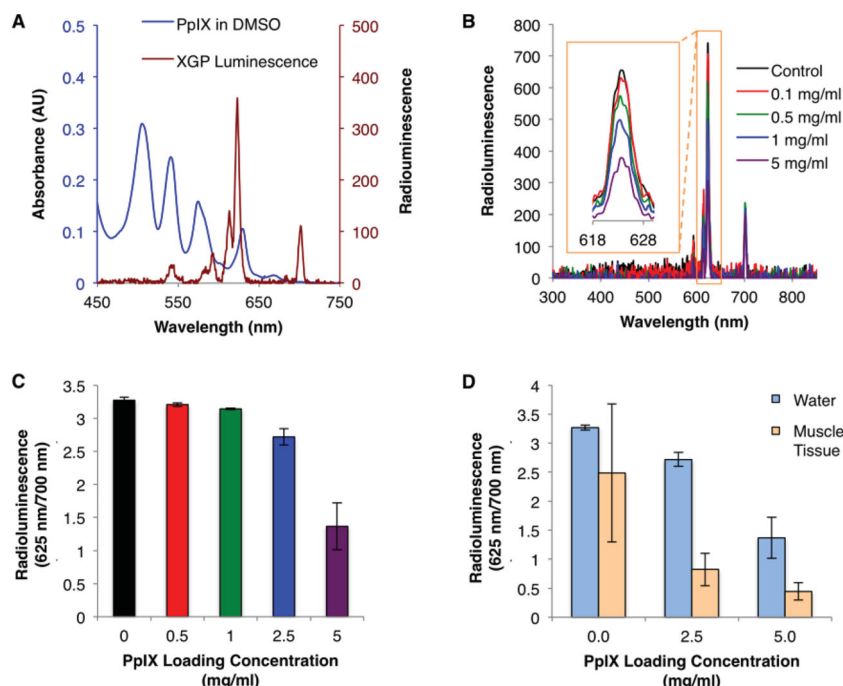 A
PpIX in DMSO
XGP Luminescence
0.5
0.4
0.3
0.2
0.1
0
Absorbance (AU)
500
400
300
200
100
0
Radiouminescence
450
550
650
750
Wavelength (nm)
B
900
800
700
600
500
400
300
200
100
0
Radioluminescence
618
628
Control
0.1 mg/ml
0.5 mg/ml
1 mg/ml
5 mg/ml
300
400
500
600
700
800
Wavelength (nm)
C
3.5
3
2.5
2
1.5
1
0.5
0
Radioluminescence
(625 nm/700 nm)
0
0.5
1
2.5
5
PpIX Loading Concentration
(mg/ml)
D
4
3.5
3
2.5
2
1.5
1
0.5
0
Radioluminescence
(625 nm/700 nm)
Water
Muscle
Tissue
0.0
2.5
5.0
PpIX Loading Concentration
(mg/ml)